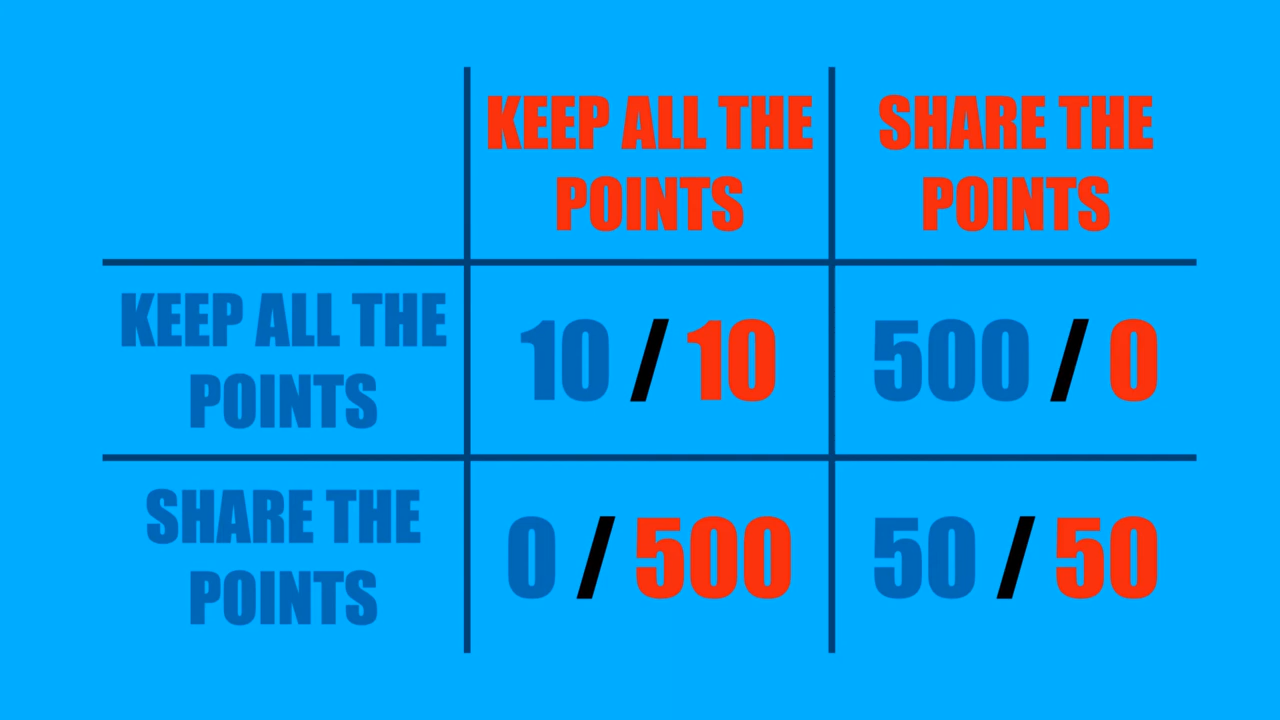 KEEP ALL THE
POINTS
SHARE THE
POINTS
KEEP ALL THE
POINTS
10 / 10
500 / 0
SHARE THE
POINTS
0 / 500
50 / 50